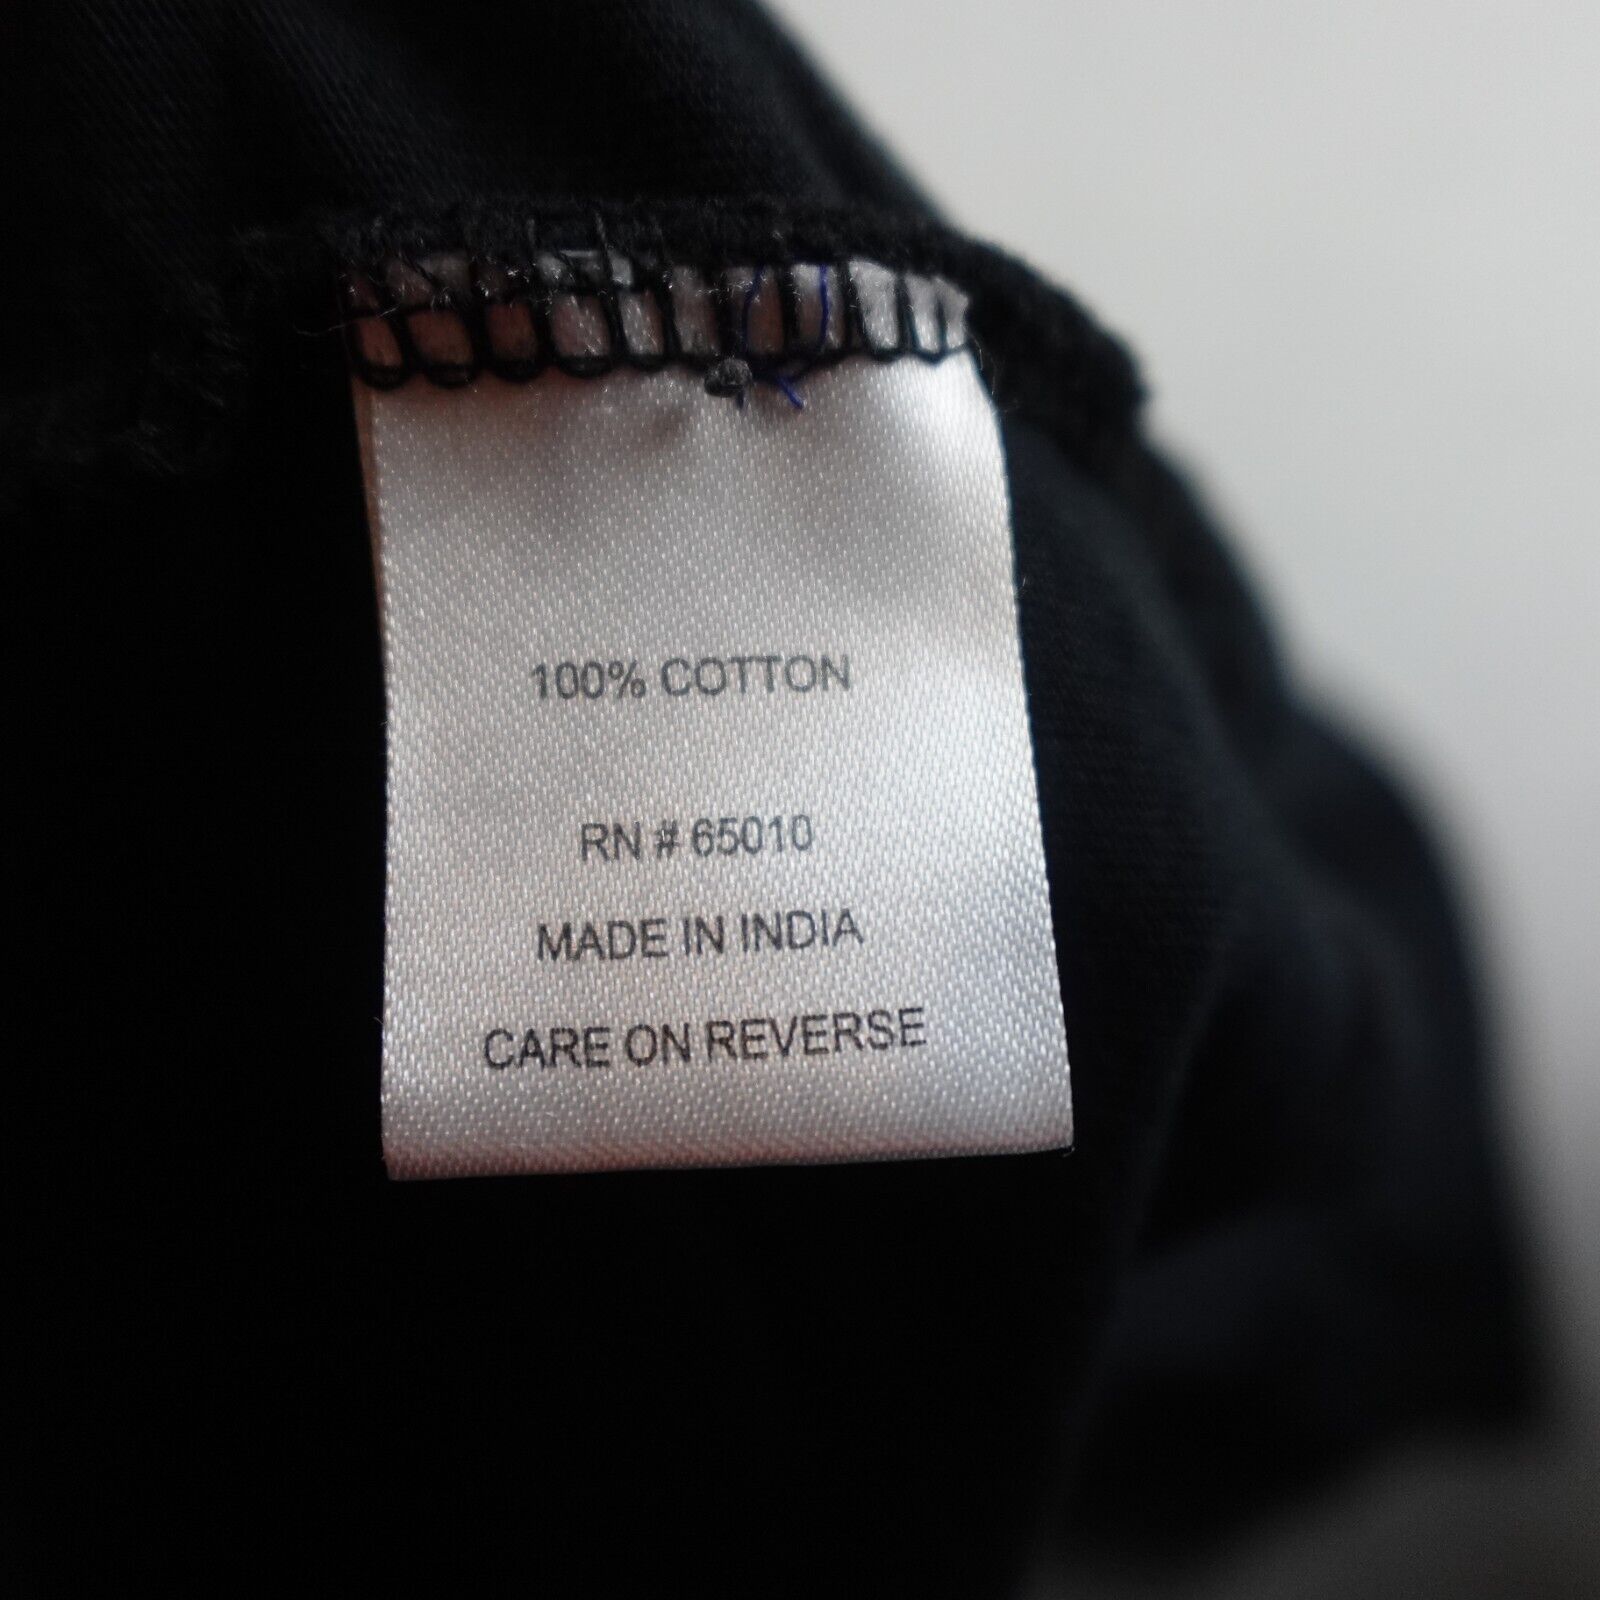 100% COTTON
RN # 65010
MADE IN INDIA
CARE ON REVERSE